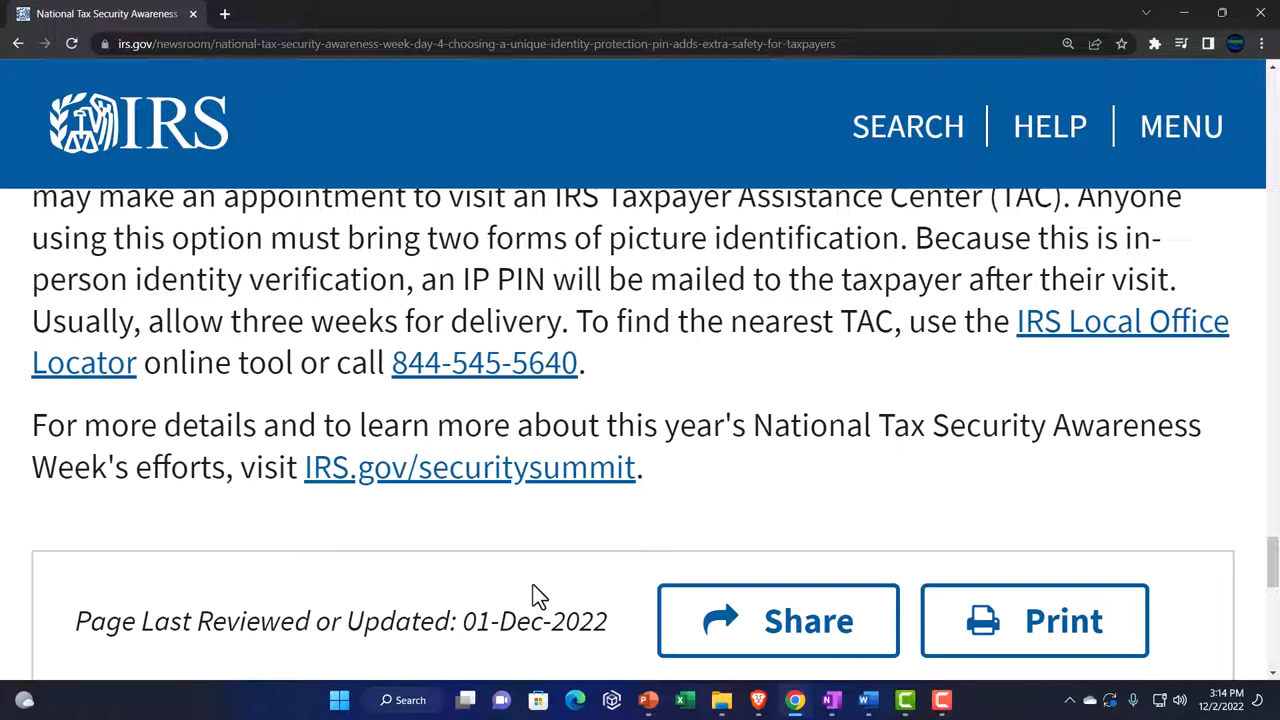 National Tax Security Awareness
irs.gov/newsroom/national-tax-security-awareness-week-day-4-choosing-a-unique-identity-protection-pin-adds-extra-safety-for-taxpayers
IRS
SEARCH
HELP
MENU
may make an appointment to visit an IRS Taxpayer Assistance Center (TAC). Anyone
using this option must bring two forms of picture identification. Because this is in-
person identity verification, an IP PIN will be mailed to the taxpayer after their visit.
Usually, allow three weeks for delivery. To find the nearest TAC, use the IRS Local Office
Locator online tool or call 844-545-5640.
For more details and to learn more about this year's National Tax Security Awareness
Week's efforts, visit IRS.gov/securitysummit.
Page Last Reviewed or Updated: 01-Dec-2022
Share
Print
Search
3:14 PM
12/2/2022